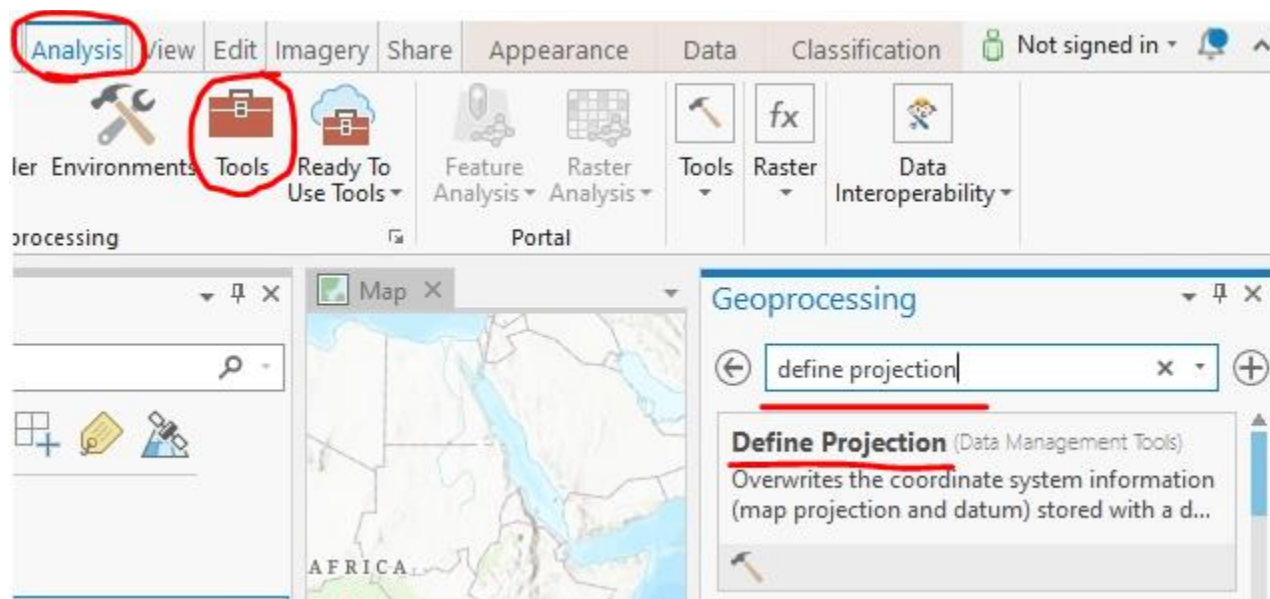 Analysis View Edit Imagery Share Appearance Data Classification Not signed in
ler Environments Tools Ready To Use Tools Feature Analysis Raster Analysis Tools fx Raster Data Interoperability
processing Portal
Map
Geoprocessing
define projection
Define Projection (Data Management Tools)
Overwrites the coordinate system information
(map projection and datum) stored with a d...
AFRICA